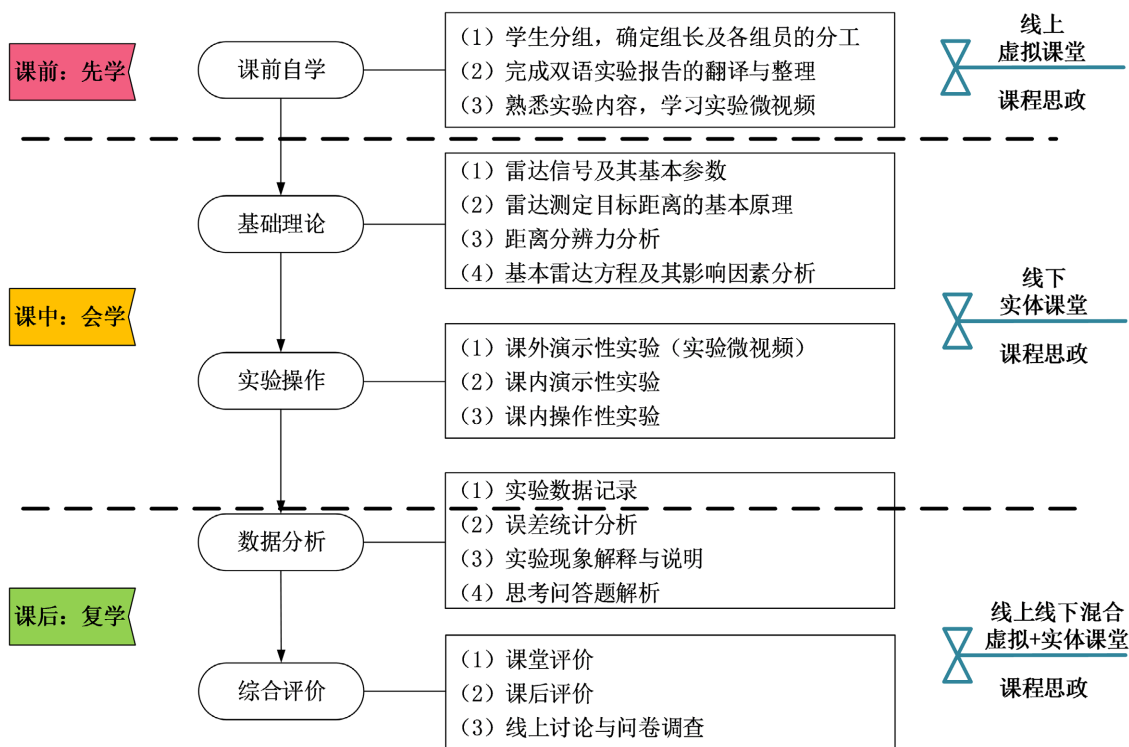 课前：先学
课前自学
（1）学生分组，确定组长及各组员的分工
（2）完成双语实验报告的翻译与整理
（3）熟悉实验内容，学习实验微视频
线上
虚拟课堂
课程思政
课中：会学
基础理论
（1）雷达信号及其基本参数
（2）雷达测定目标距离的基本原理
（3）距离分辨力分析
（4）基本雷达方程及其影响因素分析
实验操作
（1）课外演示性实验（实验微视频）
（2）课内演示性实验
（3）课内操作性实验
线下
实体课堂
课程思政
课后：复学
数据分析
（1）实验数据记录
（2）误差统计分析
（3）实验现象解释与说明
（4）思考问答题解析
综合评价
（1）课堂评价
（2）课后评价
（3）线上讨论与问卷调查
线上线下混合
虚拟+实体课堂
课程思政